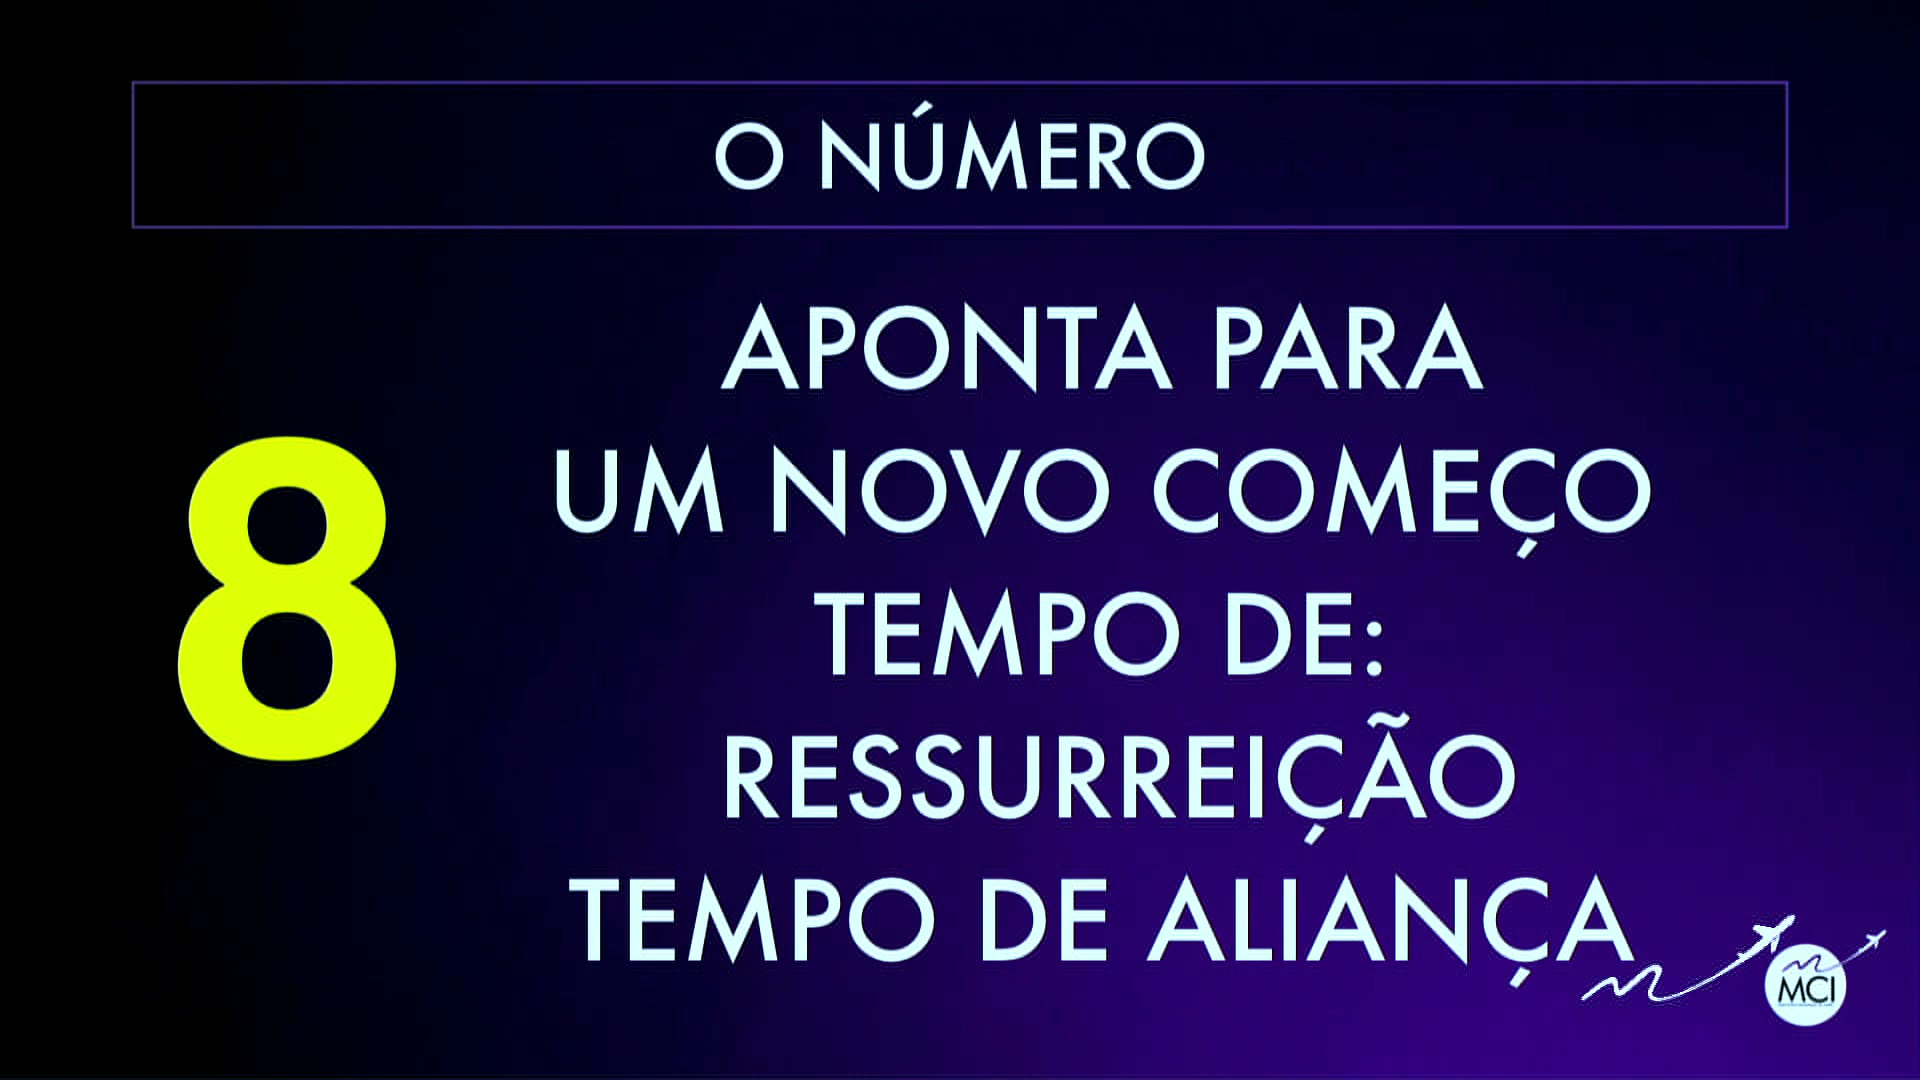 O NÚMERO
8
APONTA PARA
UM NOVO COMEÇO
TEMPO DE:
RESSURREIÇÃO
TEMPO DE ALIANÇA
MCI